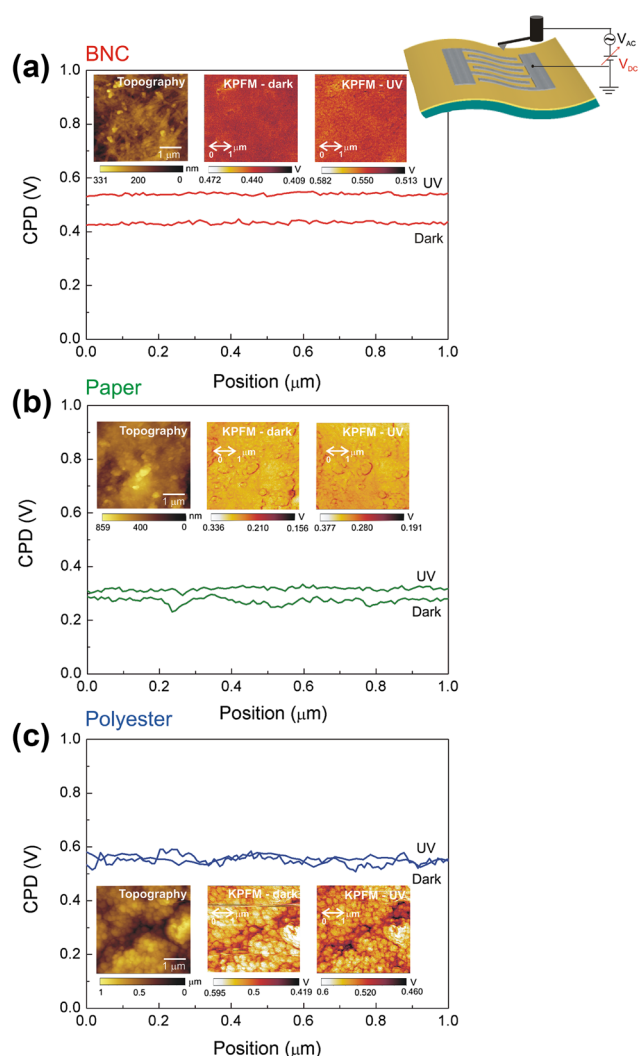 BNC
(a)
V_AC
V_DC
1.0
0.8
0.6
0.4
0.2
0.0
CPD (V)
Topography
KPFM - dark
KPFM - UV
1 μm
0 1 μm
0 1 μm
nm
331 200 0
V
0.472 0.440 0.409
V
0.582 0.550 0.513
UV
Dark
0.0 0.2 0.4 0.6 0.8 1.0
Position (μm)
Paper
(b)
1.0
0.8
0.6
0.4
0.2
0.0
CPD (V)
Topography
KPFM - dark
KPFM - UV
1 μm
0 1 μm
0 1 μm
nm
859 400 0
V
0.336 0.210 0.156
V
0.377 0.280 0.191
UV
Dark
0.0 0.2 0.4 0.6 0.8 1.0
Position (μm)
Polyester
(c)
1.0
0.8
0.6
0.4
0.2
0.0
CPD (V)
UV
Dark
Topography
KPFM - dark
KPFM - UV
1 μm
0 1 μm
0 1 μm
μm
1 0.5 0
V
0.595 0.5 0.419
V
0.6 0.520 0.460
0.0 0.2 0.4 0.6 0.8 1.0
Position (μm)